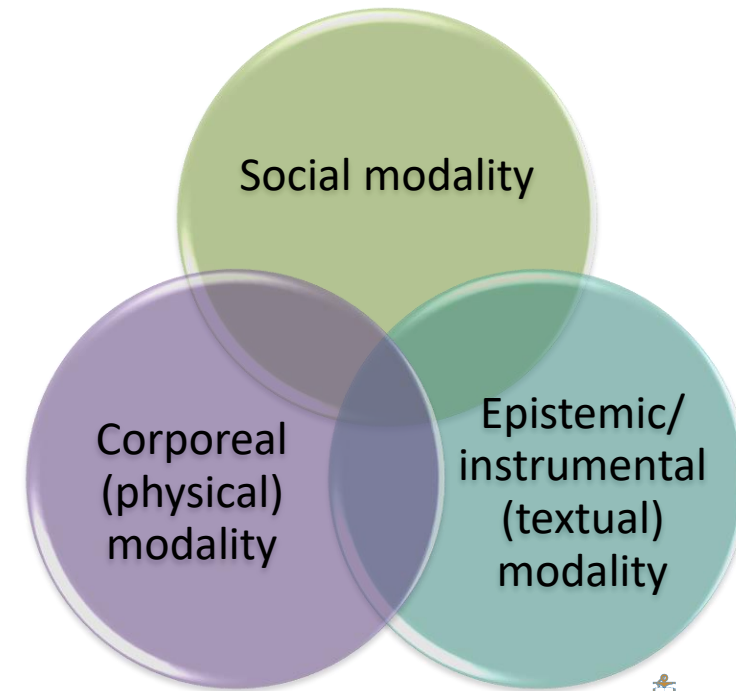 Social modality
Corporeal
(physical)
modality
Epistemic/
instrumental
(textual)
modality